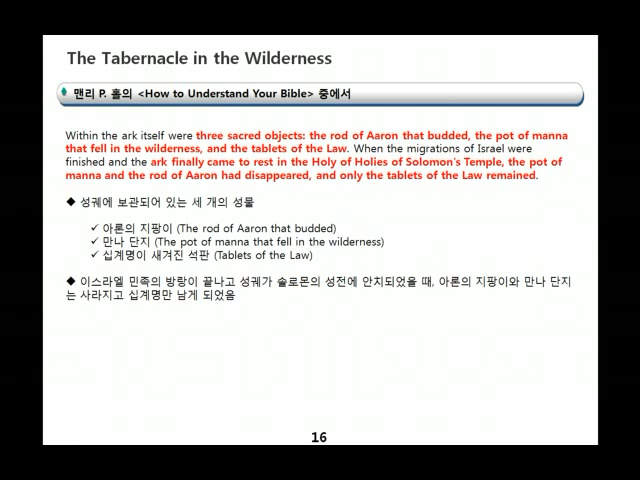 The Tabernacle in the Wilderness
맨리 P. 홀의 <How to Understand Your Bible> 중에서
Within the ark itself were three sacred objects: the rod of Aaron that budded, the pot of manna
that fell in the wilderness, and the tablets of the Law. When the migrations of Israel were
finished and the ark finally came to rest in the Holy of Holies of Solomon's Temple, the pot of
manna and the rod of Aaron had disappeared, and only the tablets of the Law remained.
◆ 성궤에 보관되어 있는 세 개의 성물
✓ 아론의 지팡이 (The rod of Aaron that budded)
✓ 만나 단지 (The pot of manna that fell in the wilderness)
✓ 십계명이 새겨진 석판 (Tablets of the Law)
◆ 이스라엘 민족의 방랑이 끝나고 성궤가 솔로몬의 성전에 안치되었을 때, 아론의 지팡이와 만나 단지
는 사라지고 십계명만 남게 되었음
16